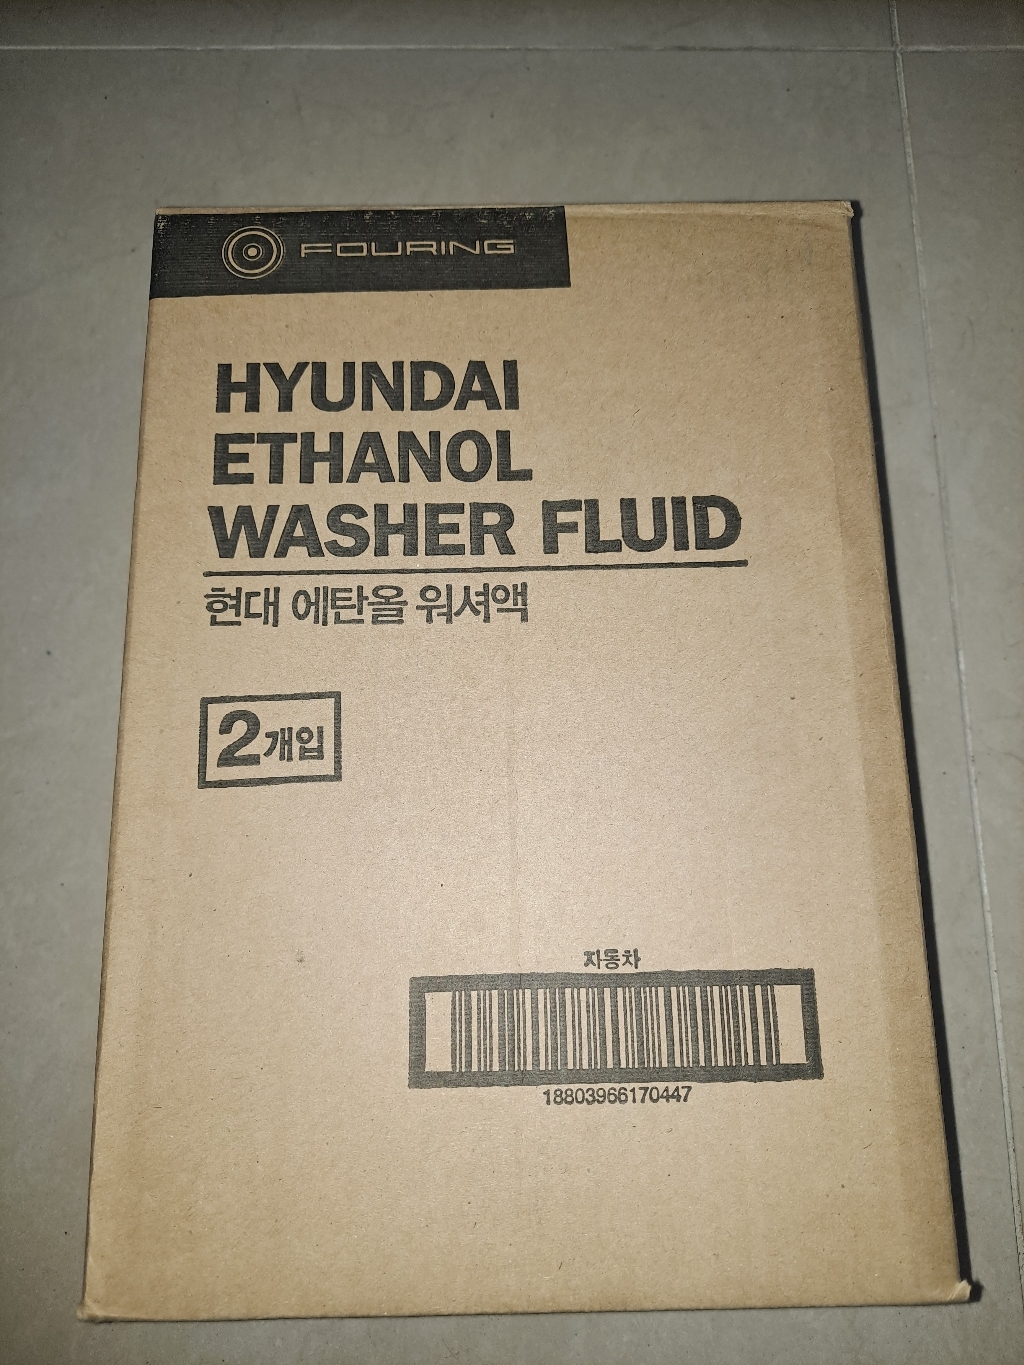 FOURING
HYUNDAI
ETHANOL
WASHER FLUID
현대 에탄올 워셔액
2개입
자동차
18803966170447